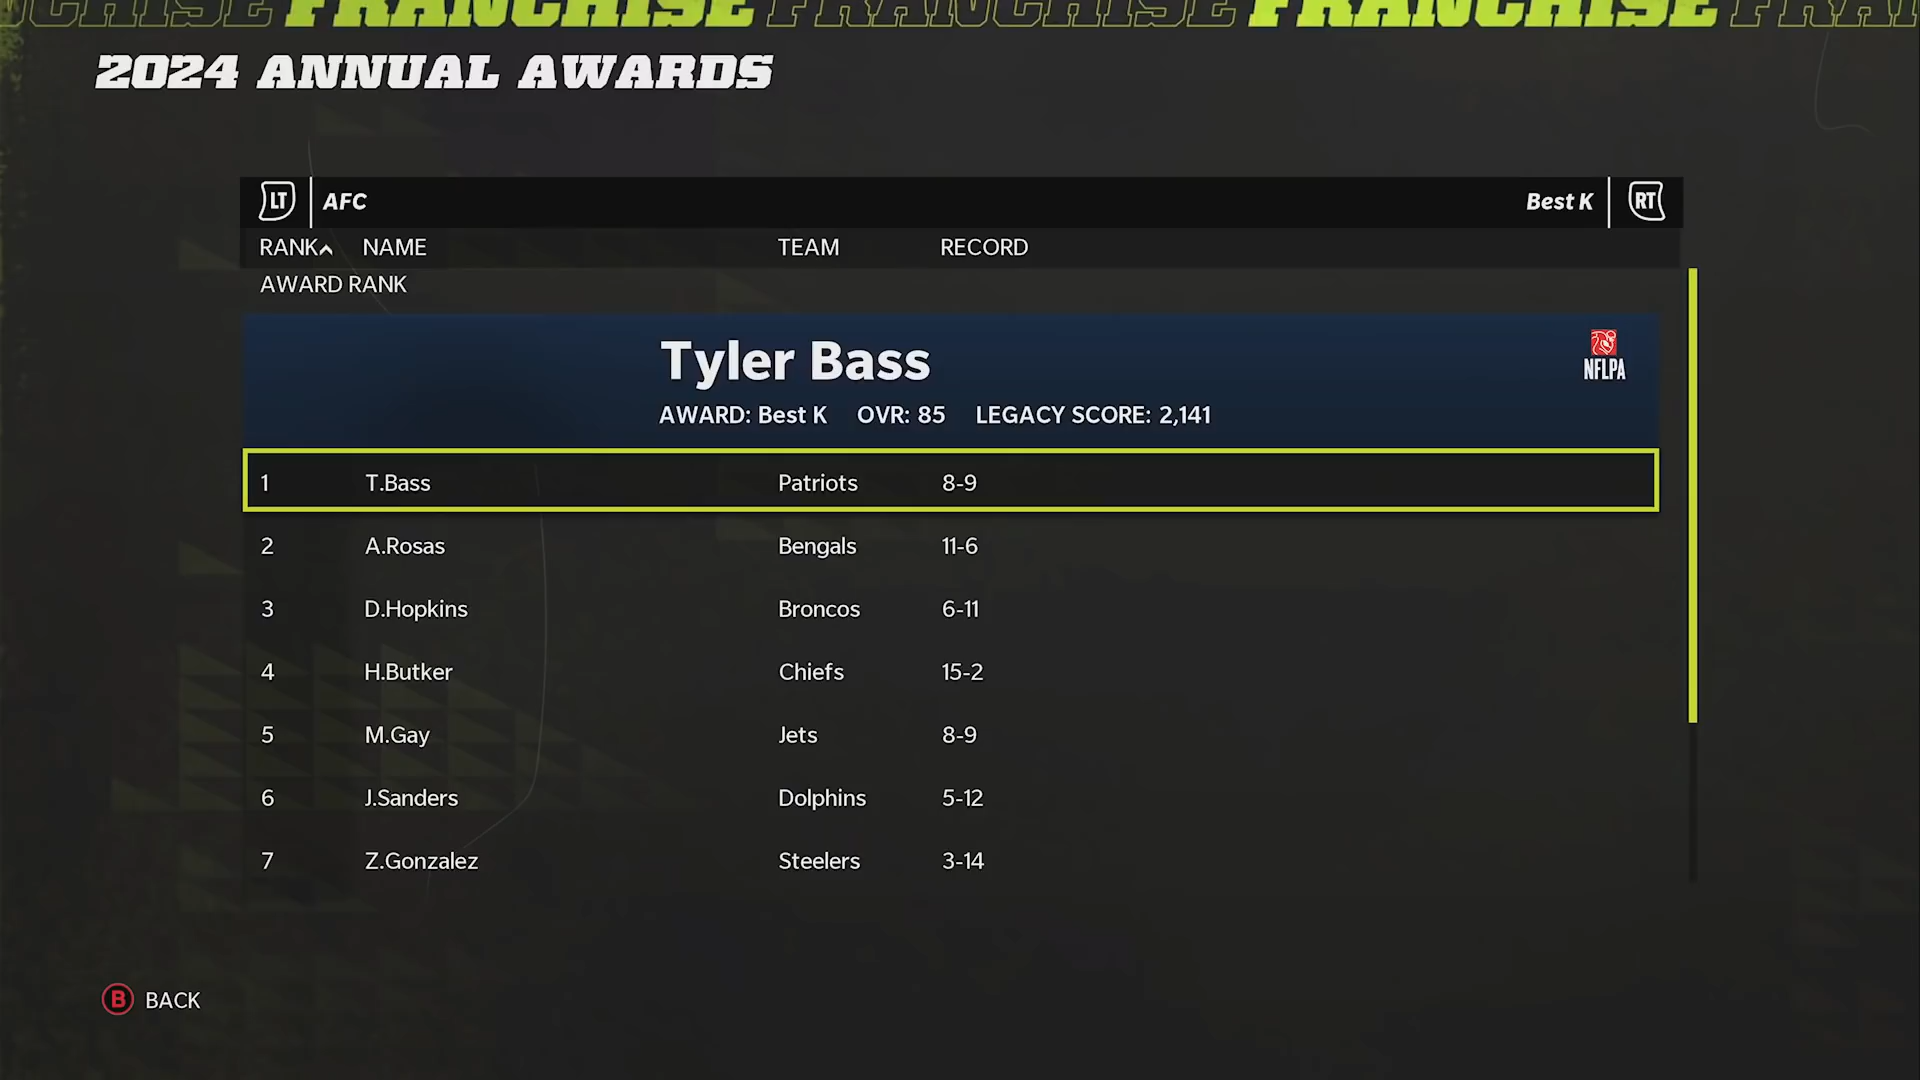 CHISE FRANCHISE FRANCHISE FRANCHISE FRA
2024 ANNUAL AWARDS
LT AFC Best K RT
RANK NAME TEAM RECORD
AWARD RANK
Tyler Bass
NFLPA
AWARD: Best K OVR: 85 LEGACY SCORE: 2,141
1 T.Bass Patriots 8-9
2 A.Rosas Bengals 11-6
3 D.Hopkins Broncos 6-11
4 H.Butker Chiefs 15-2
5 M.Gay Jets 8-9
6 J.Sanders Dolphins 5-12
7 Z.Gonzalez Steelers 3-14
B BACK